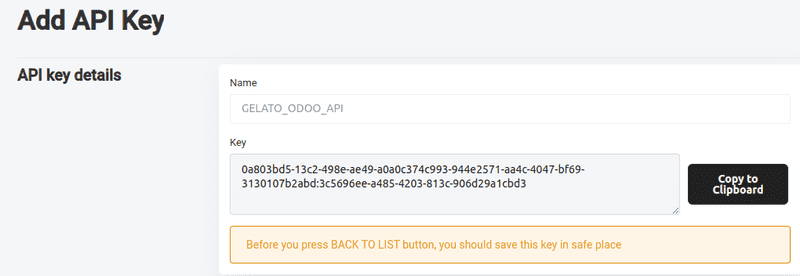 Add API Key
API key details
Name
GELATO_ODOO_API
Key
0a803bd5-13c2-498e-ae49-a0a0c374c993-944e2571-aa4c-4047-bf69-
3130107b2abd:3c5696ee-a485-4203-813c-906d29a1cbd3
Copy to
Clipboard
Before you press BACK TO LIST button, you should save this key in safe place